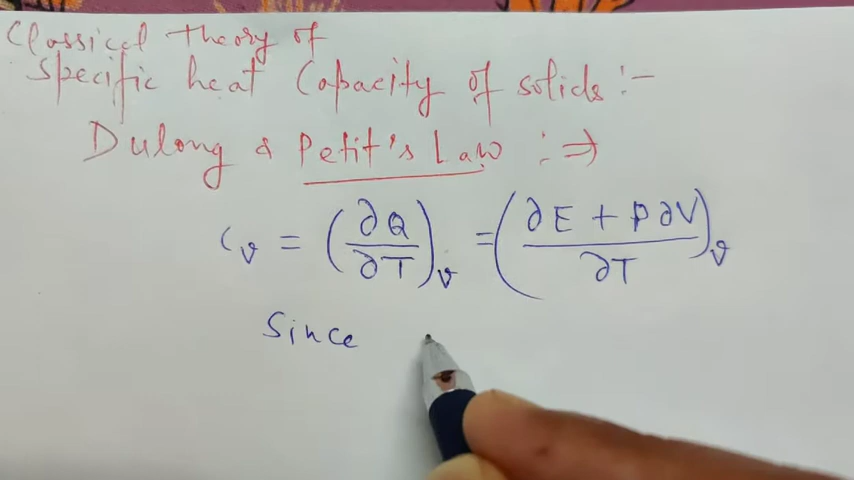 Classical Theory of
Specific heat Capacity of solids :-
Dulong & Petit's Law :⇒
Cv = (∂Q/∂T)v = (∂E + P∂V/∂T)v
Since